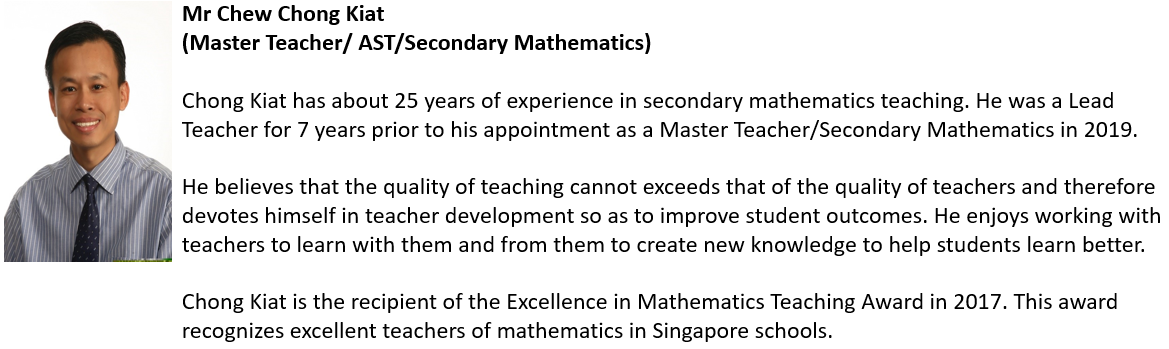 Mr Chew Chong Kiat
(Master Teacher/ AST/Secondary Mathematics)
Chong Kiat has about 25 years of experience in secondary mathematics teaching. He was a Lead
Teacher for 7 years prior to his appointment as a Master Teacher/Secondary Mathematics in 2019.
He believes that the quality of teaching cannot exceeds that of the quality of teachers and therefore
devotes himself in teacher development so as to improve student outcomes. He enjoys working with
teachers to learn with them and from them to create new knowledge to help students learn better.
Chong Kiat is the recipient of the Excellence in Mathematics Teaching Award in 2017. This award
recognizes excellent teachers of mathematics in Singapore schools.